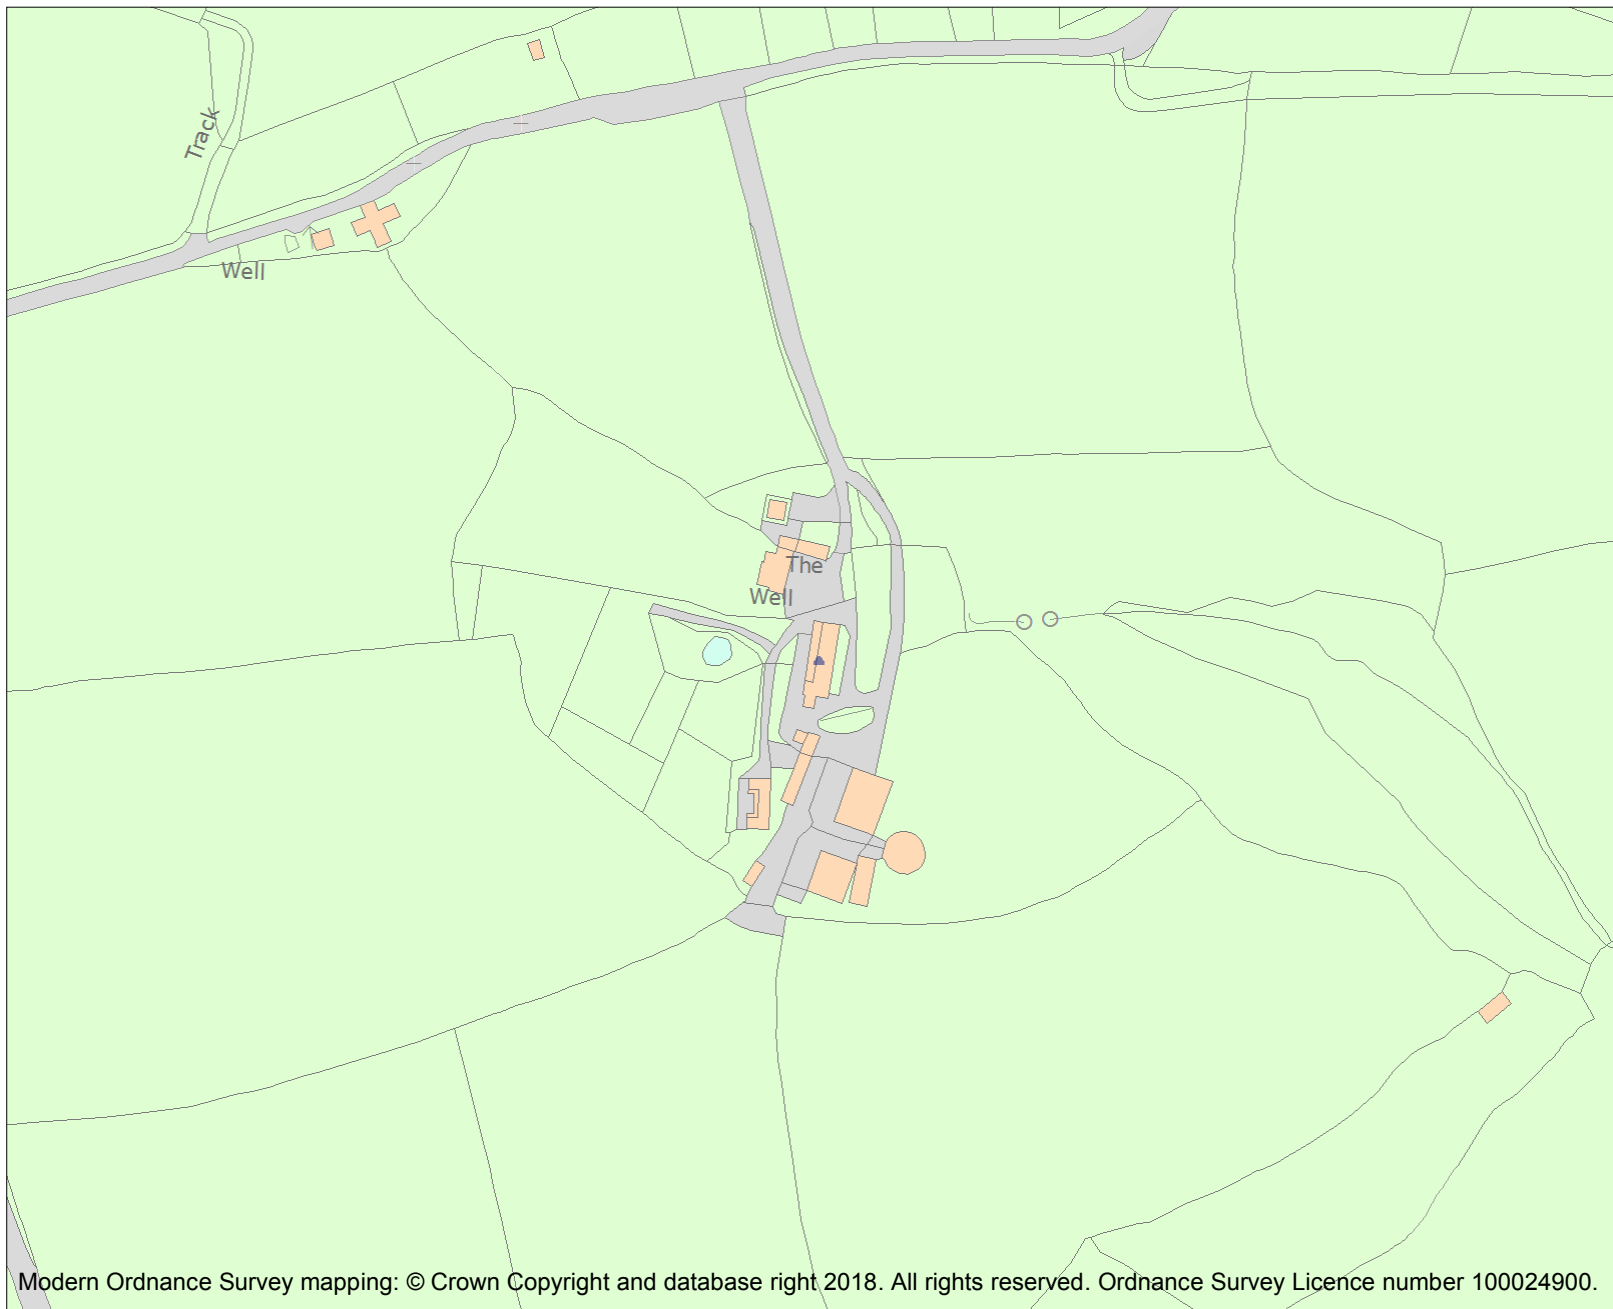 Track
Well
The
Well
Modern Ordnance Survey mapping: © Crown Copyright and database right 2018. All rights reserved. Ordnance Survey Licence number 100024900.